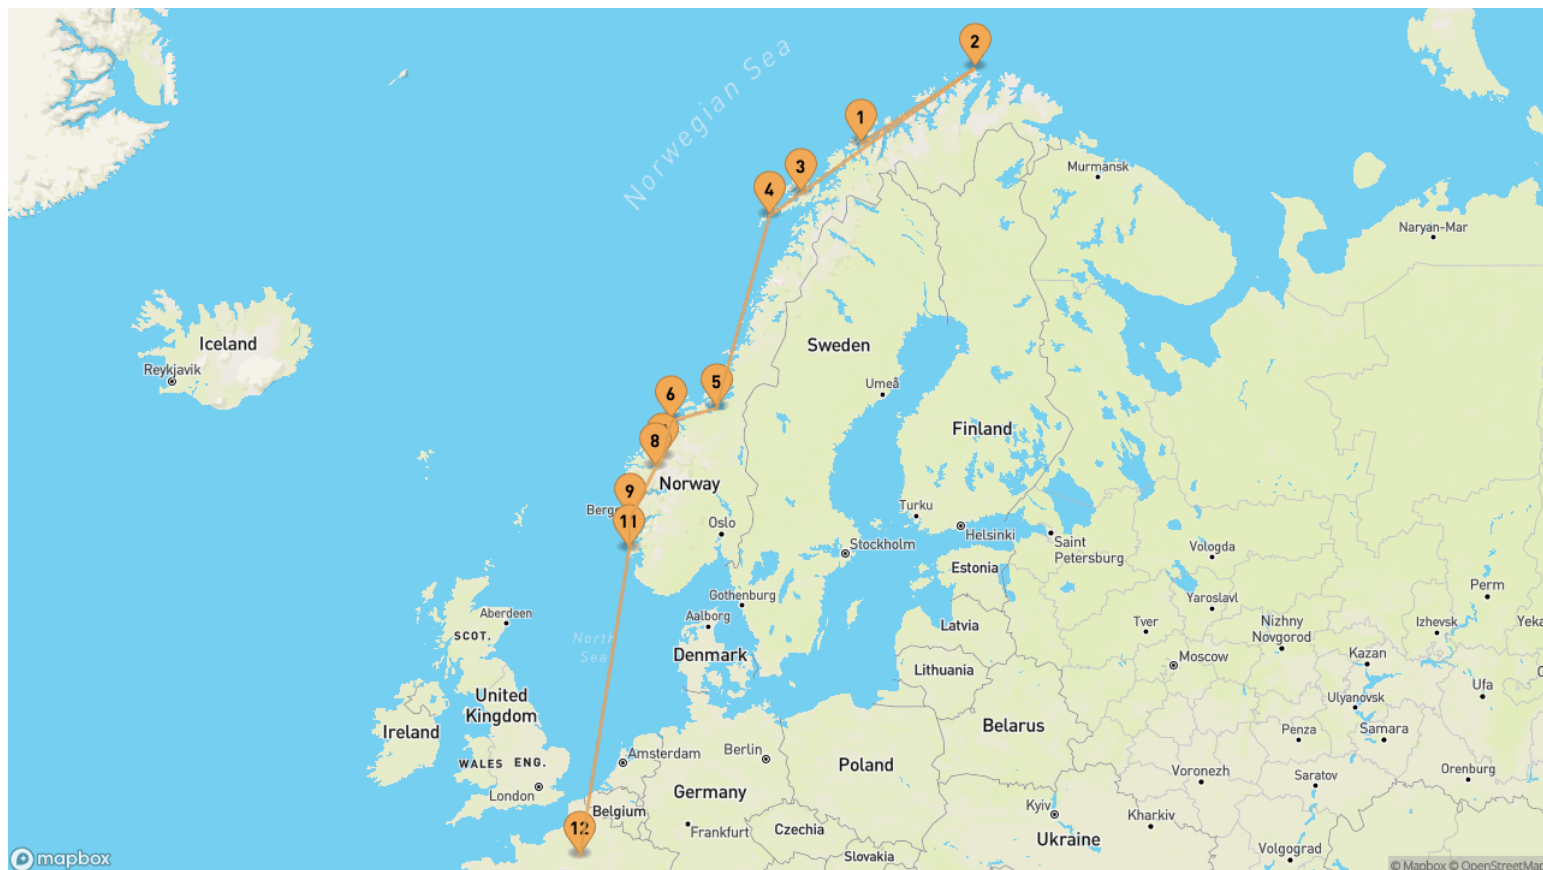 2
Norwegian Sea
1
Murmansk
3
4
Naryan-Mar
Iceland
Reykjavik
Sweden
Umeå
5
6
Finland
8
Norway
9
Turku
Berge
11
Oslo
Helsinki
Saint
Petersburg
Stockholm
Vologda
Estonia
Perm
Gothenburg
Yaroslavl
Aalborg
Aberdeen
Latvia
Tver
Nizhny
Novgorod
Izhevsk
Yeka
SCOT.
North
Sea
Denmark
Moscow
Kazan
Lithuania
Ufa
United
Kingdom
Ulyanovsk
Belarus
Ireland
Penza
Samara
Amsterdam
Berlin
Poland
WALES
ENG.
Voronezh
Saratov
Orenburg
London
Germany
Belgium
Kyiv
Kharkiv
12
Frankfurt
Czechia
Ukraine
Slovakia
Volgograd
mapbox
© Mapbox © OpenStreetMap